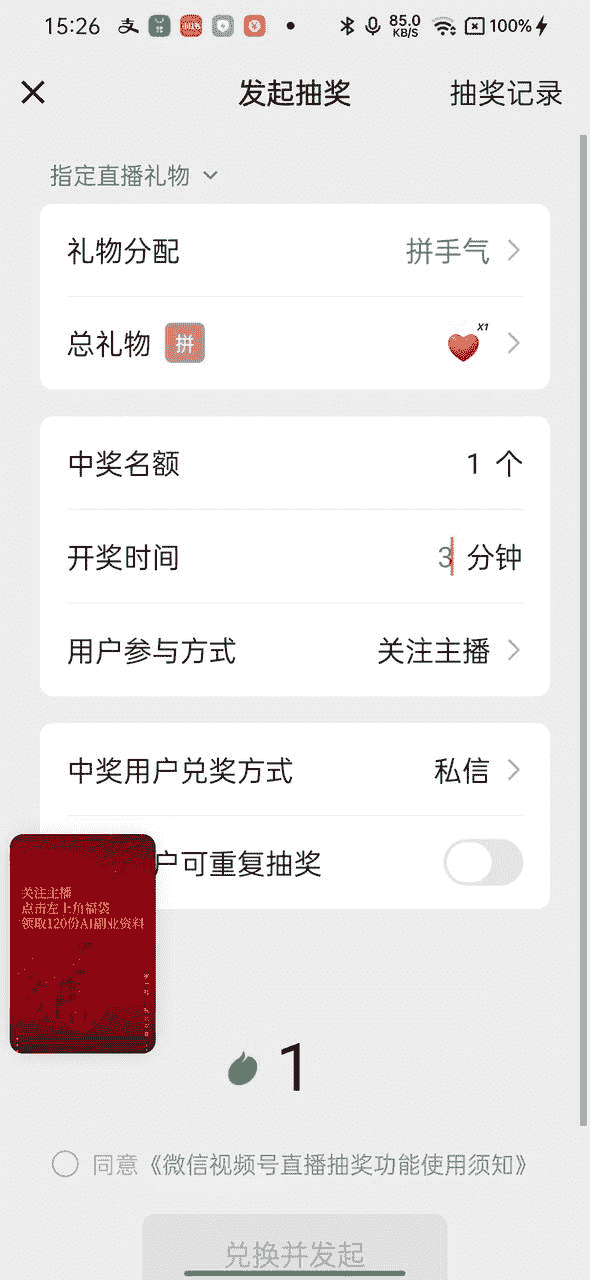 15:26
85.0
KB/S
100%
发起抽奖
抽奖记录
指定直播礼物
礼物分配
拼手气
总礼物
拼
X1
中奖名额
1 个
开奖时间
3 分钟
用户参与方式
关注主播
中奖用户兑奖方式
私信
户可重复抽奖
关注主播
点击左上角福袋
领取120份AI副业资料
1
同意《微信视频号直播抽奖功能使用须知》
兑换并发起